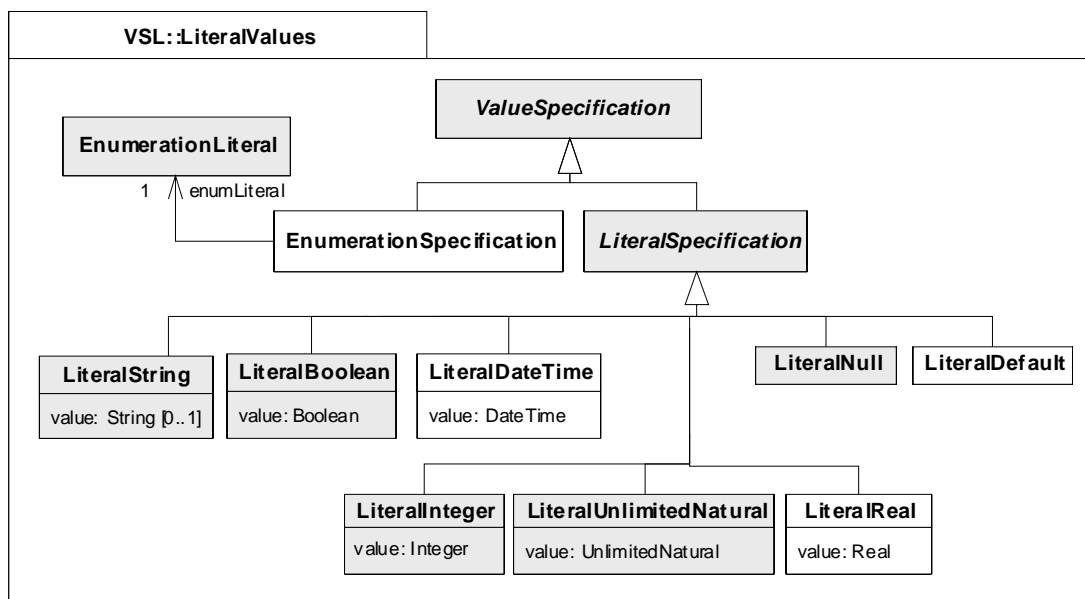 VSL::LiteralValues
ValueSpecification
EnumerationLiteral
1 enumLiteral
EnumerationSpecification
LiteralSpecification
LiteralString
value: String [0..1]
LiteralBoolean
value: Boolean
LiteralDateTime
value: DateTime
LiteralNull
LiteralDefault
LiteralInteger
value: Integer
LiteralUnlimitedNatural
value: UnlimitedNatural
LiteralReal
value: Real